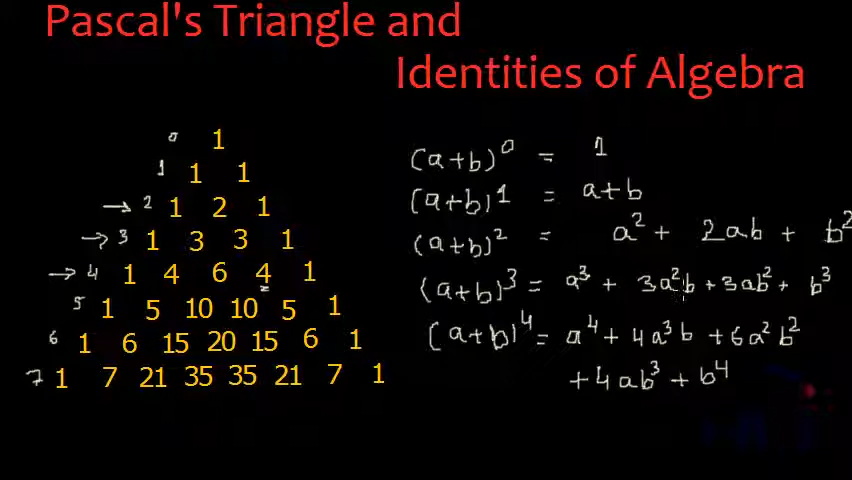 Pascal's Triangle and
Identities of Algebra
0 1
1 1 1
→ 2 1 2 1
→ 3 1 3 3 1
→ 4 1 4 6 4 1
5 1 5 10 10 5 1
6 1 6 15 20 15 6 1
7 1 7 21 35 35 21 7 1
(a+b)⁰ = 1
(a+b)¹ = a+b
(a+b)² = a² + 2ab + b²
(a+b)³ = a³ + 3a²b + 3ab² + b³
(a+b)⁴ = a⁴ + 4a³b + 6a²b²
+ 4ab³ + b⁴